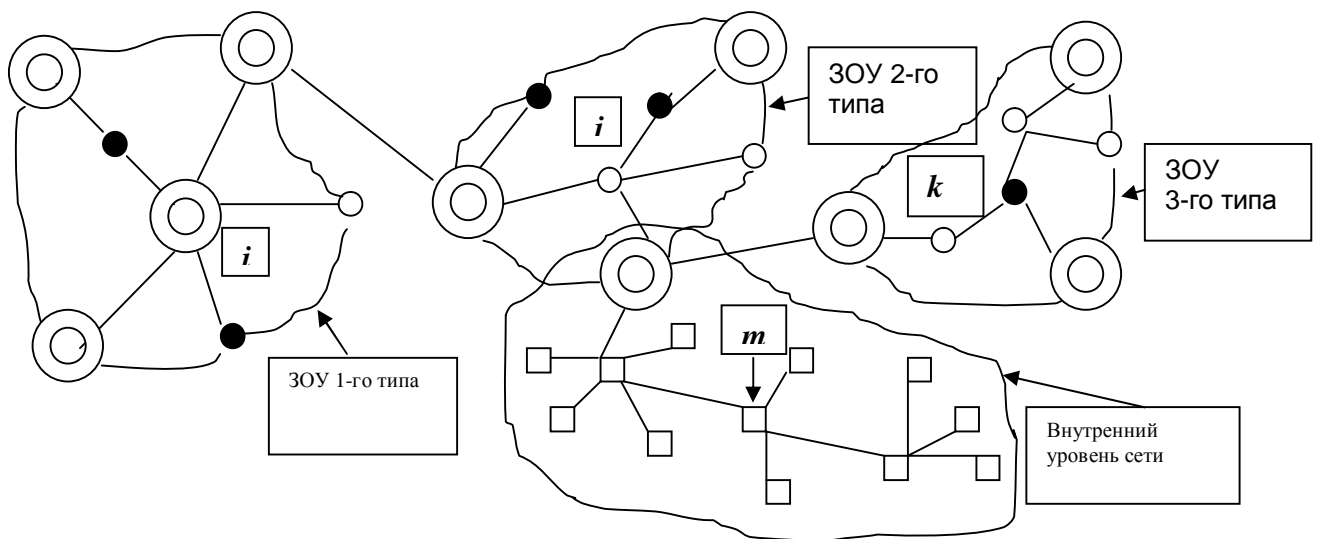 ЗОУ 2-го
типа
i
k
ЗОУ
3-го типа
i
m
ЗОУ 1-го типа
Внутренний
уровень сети